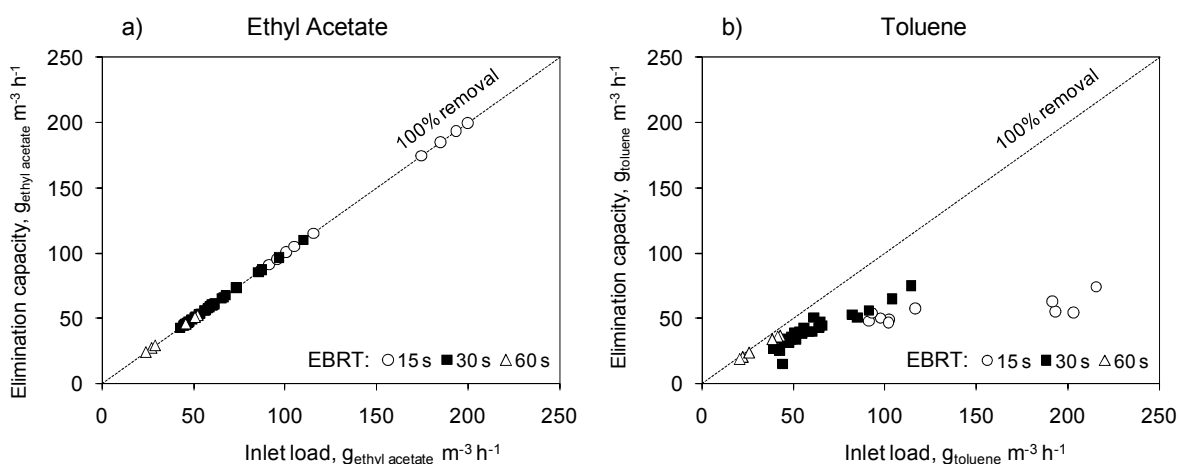 a) Ethyl Acetate
Elimination capacity, gethyl acetate m-3 h-1
250
200
150
100
50
0
100% removal
EBRT: 15 s 30 s 60 s
0 50 100 150 200 250
Inlet load, gethyl acetate m-3 h-1
b) Toluene
Elimination capacity, gtoluene m-3 h-1
250
200
150
100
50
0
100% removal
EBRT: 15 s 30 s 60 s
0 50 100 150 200 250
Inlet load, gtoluene m-3 h-1